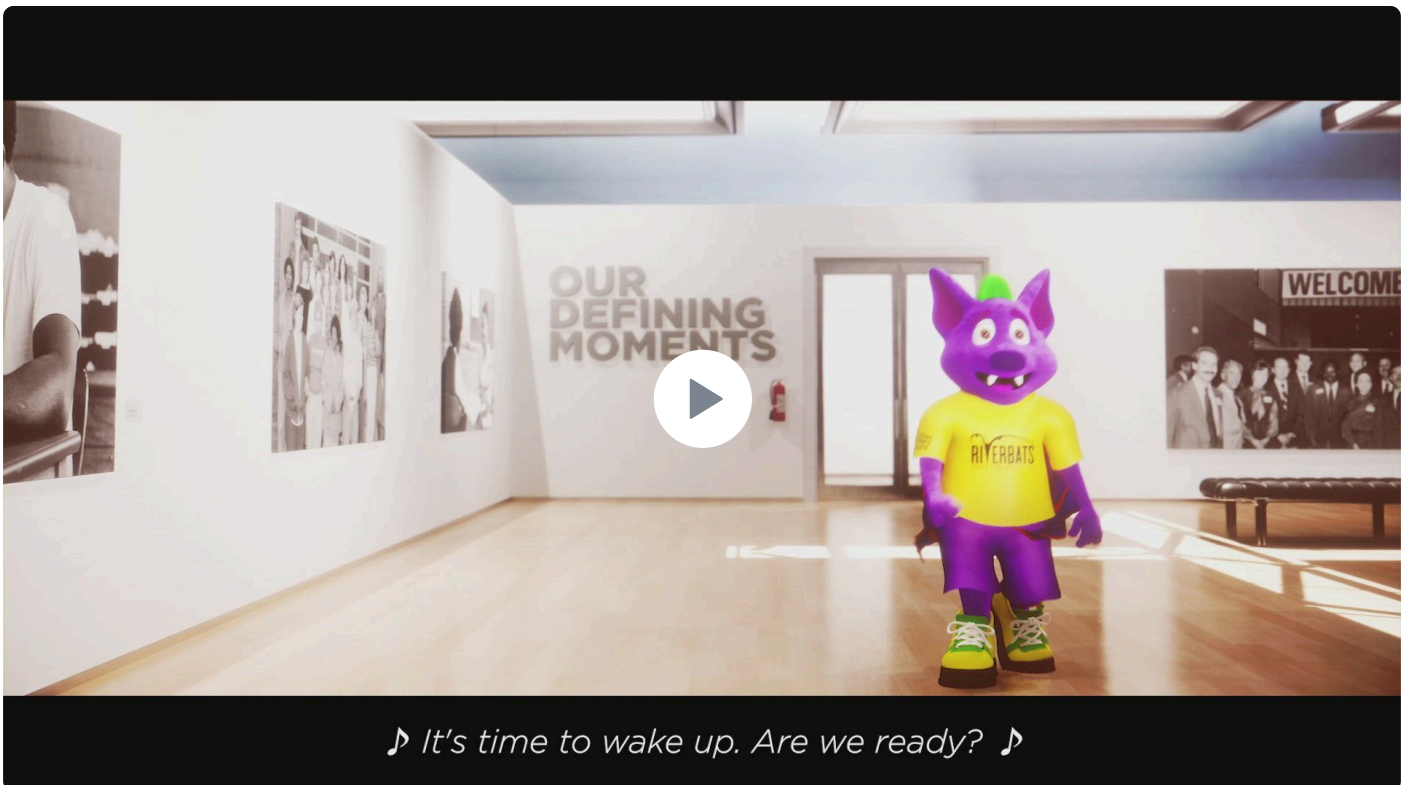 OUR
DEFINING
MOMENTS
WELCOME
RIVERBATS
♪ It's time to wake up. Are we ready? ♪